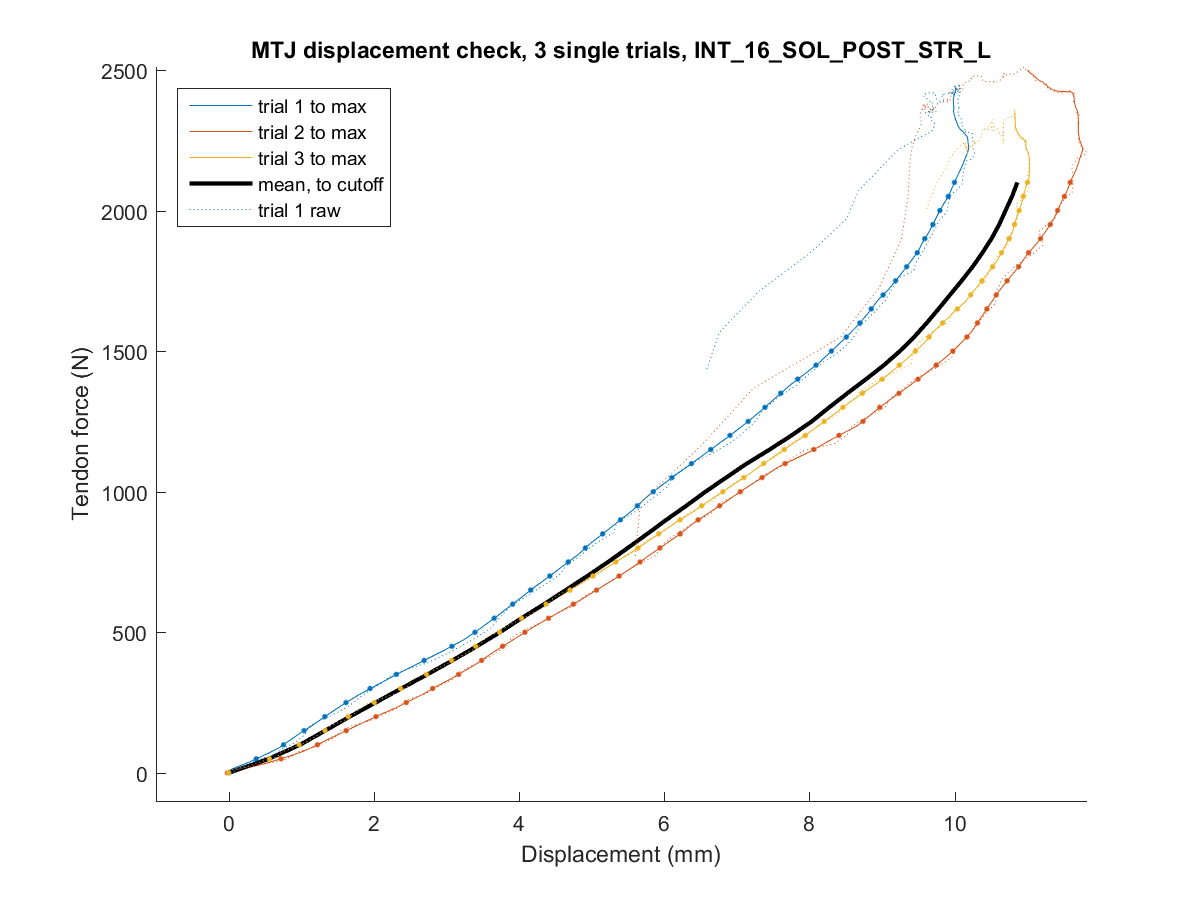 MTJ displacement check, 3 single trials, INT_16_SOL_POST_STR_L
trial 1 to max
trial 2 to max
trial 3 to max
mean, to cutoff
trial 1 raw
2500
2000
1500
1000
500
0
Tendon force (N)
0 2 4 6 8 10
Displacement (mm)